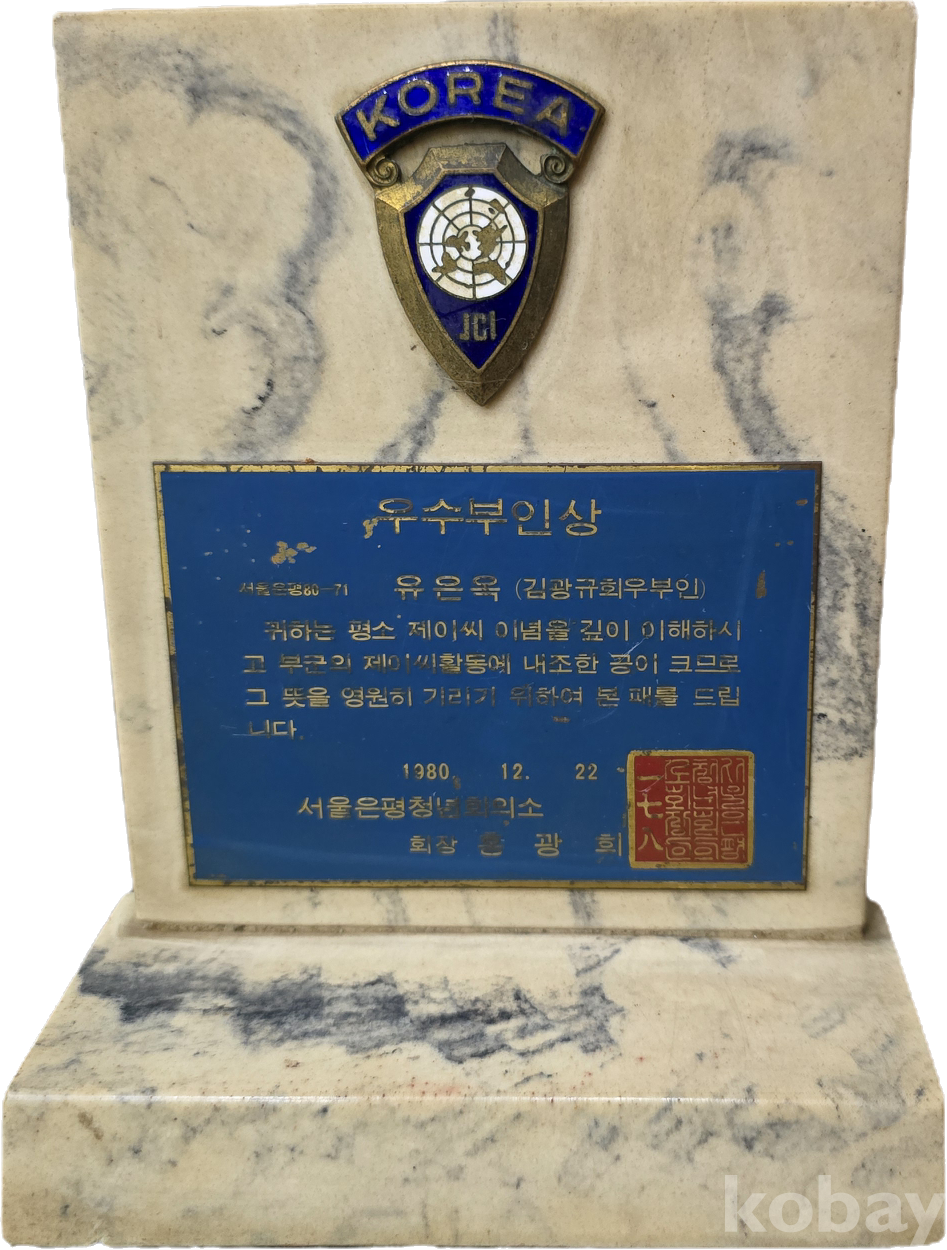 KOREA
JCI
우수부인상
서울은평80-71 유은옥 (김광규회우부인)
귀하는 평소 제이씨 이념을 깊이 이해하시
고 부군의 제이씨활동에 내조한 공이 크므로
그 뜻을 영원히 기리기 위하여 본 패를 드립
니다.
1980. 12. 22
서울은평청년회의소
회장 광 희
一七八
kobay